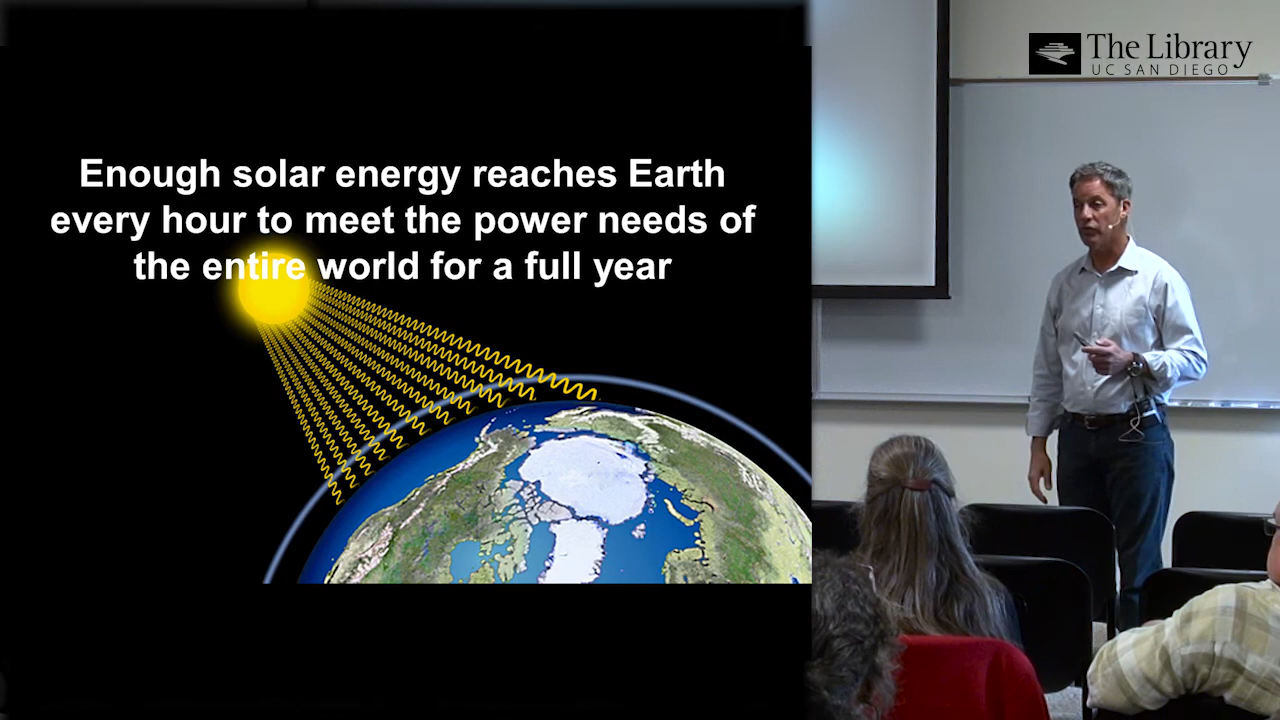 Enough solar energy reaches Earth
every hour to meet the power needs of
the entire world for a full year
The Library
UC SAN DIEGO